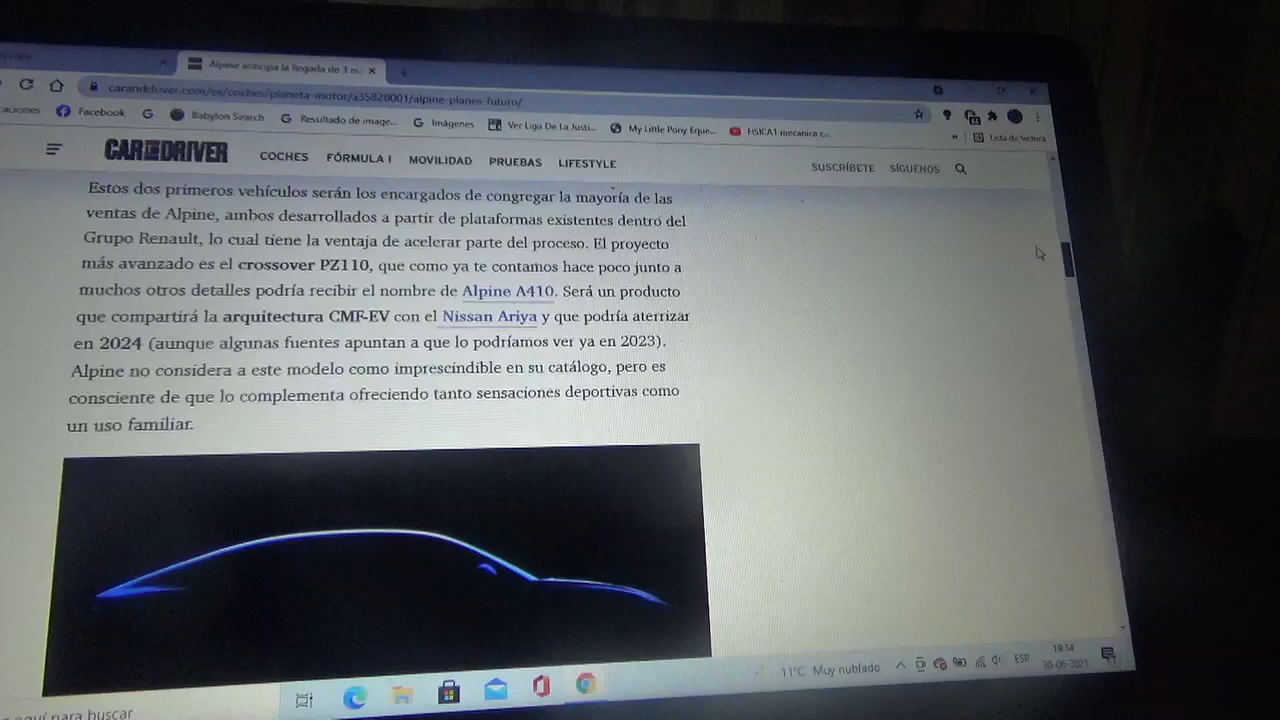 Alpine anticipa la llegada de 3 nu
caranddriver.com/es/coches/planeta-motor/a35820001/alpine-planes-futuro/
Facebook
Babylon Search
Resultado de image...
Imágenes
Ver Liga De La Justi...
My Little Pony Eque...
FISICA1 mecanica c...
Lista de lectura
CAR AND DRIVER
COCHES FÓRMULA 1 MOVILIDAD PRUEBAS LIFESTYLE
SUSCRÍBETE SÍGUENOS
Estos dos primeros vehículos serán los encargados de congregar la mayoría de las
ventas de Alpine, ambos desarrollados a partir de plataformas existentes dentro del
Grupo Renault, lo cual tiene la ventaja de acelerar parte del proceso. El proyecto
más avanzado es el crossover PZ110, que como ya te contamos hace poco junto a
muchos otros detalles podría recibir el nombre de Alpine A410. Será un producto
que compartirá la arquitectura CMF-EV con el Nissan Ariya y que podría aterrizar
en 2024 (aunque algunas fuentes apuntan a que lo podríamos ver ya en 2023).
Alpine no considera a este modelo como imprescindible en su catálogo, pero es
consciente de que lo complementa ofreciendo tanto sensaciones deportivas como
un uso familiar.
11°C Muy nublado
ESP
18:34
30-06-2021
aquí para buscar